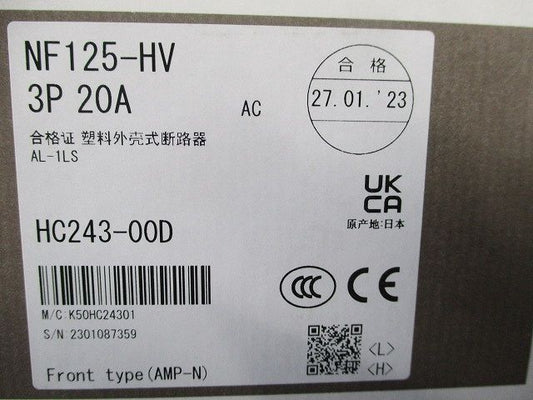 NF125-HV
3P 20A
AC
合格
27.01.'23
合格证 塑料外壳式断路器
AL-1LS
UK
CA
原产地:日本
HC243-00D
M/C:K50HC24301
S/N:2301087359
CCC CE
Front type(AMP-N)
<L>
<H>